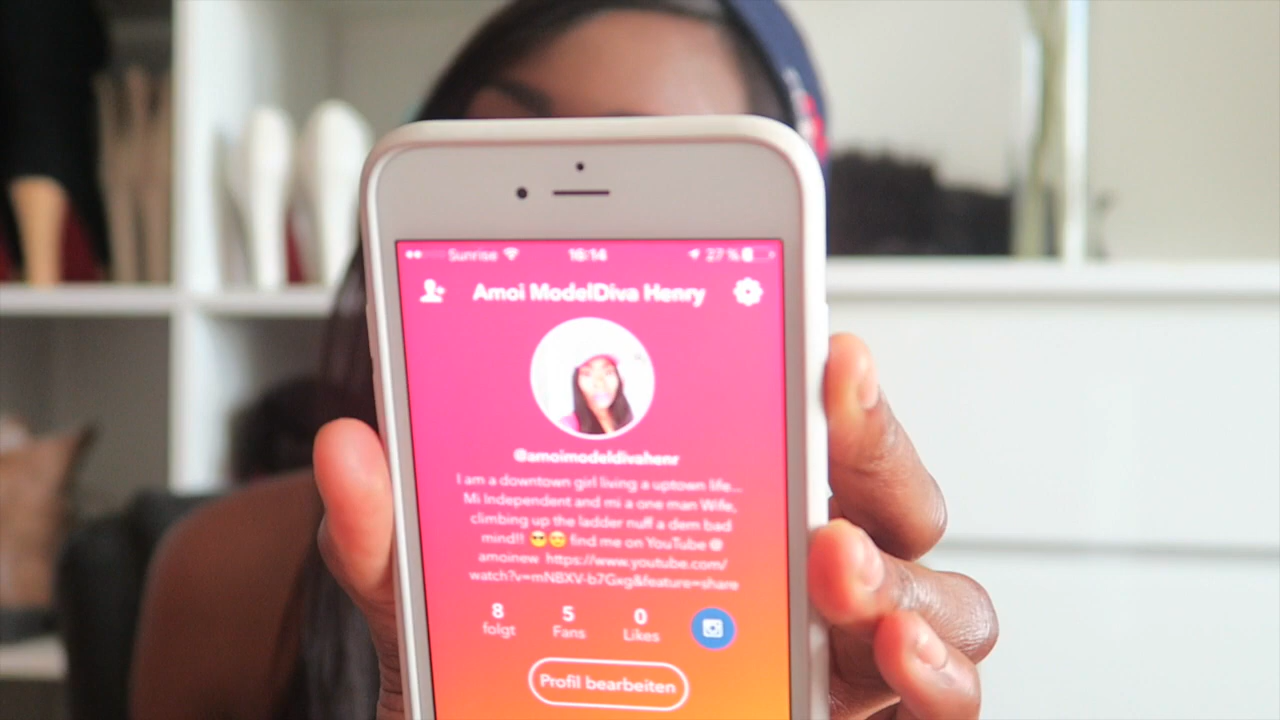 Sunrise 16:14 27 %
Amoi ModelDiva Henry
@amoimodeldivahenr
I am a downtown girl living a uptown life...
Mi Independent and mi a one man Wife,
climbing up the ladder nuff a dem bad
mind!! 😎😇 find me on YouTube @
amoinew https://www.youtube.com/
watch?v=mNBXV-b7Gxg&feature=share
8 5 0
folgt Fans Likes
Profil bearbeiten